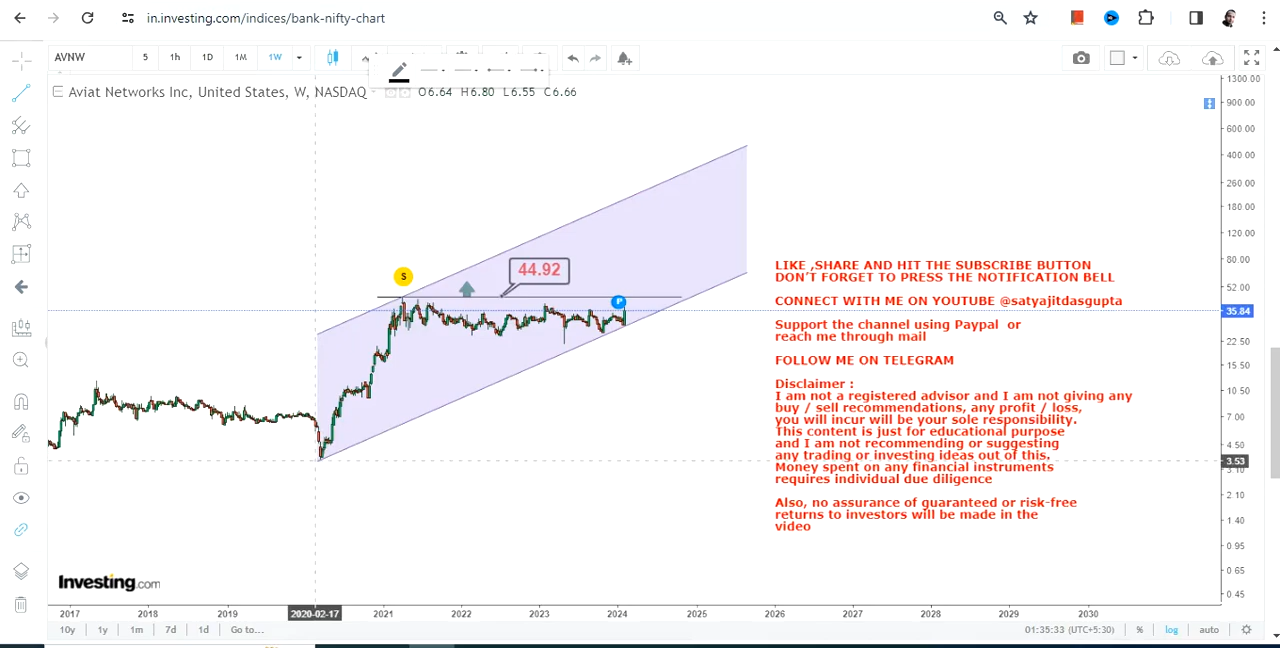 in.investing.com/indices/bank-nifty-chart
AVNW 5 1h 1D 1M 1W
Aviat Networks Inc, United States, W, NASDAQ O6.64 H6.80 L6.55 C6.66
1300.00
900.00
600.00
400.00
260.00
180.00
120.00
80.00
52.00
35.84
22.50
15.50
10.50
7.00
4.50
3.53
3.10
2.10
1.40
0.95
0.65
0.45
S
44.92
P
LIKE ,SHARE AND HIT THE SUBSCRIBE BUTTON
DON'T FORGET TO PRESS THE NOTIFICATION BELL
CONNECT WITH ME ON YOUTUBE @satyajitdasgupta
Support the channel using Paypal or
reach me through mail
FOLLOW ME ON TELEGRAM
Disclaimer :
I am not a registered advisor and I am not giving any
buy / sell recommendations, any profit / loss,
you will incur will be your sole responsibility.
This content is just for educational purpose
and I am not recommending or suggesting
any trading or investing ideas out of this.
Money spent on any financial instruments
requires individual due diligence
Also, no assurance of guaranteed or risk-free
returns to investors will be made in the
video
Investing.com
2017 2018 2019 2020-02-17 2021 2022 2023 2024 2025 2026 2027 2028 2029 2030
10y 1y 1m 7d 1d Go to... 01:35:33 (UTC+5:30) % log auto